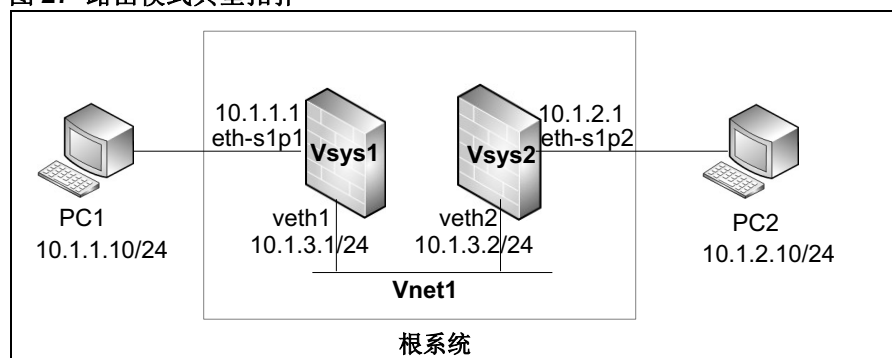 10.1.1.1
eth-s1p1
Vsys1
Vsys2
10.1.2.1
eth-s1p2
PC1
10.1.1.10/24
veth1
10.1.3.1/24
veth2
10.1.3.2/24
PC2
10.1.2.10/24
Vnet1
根系统